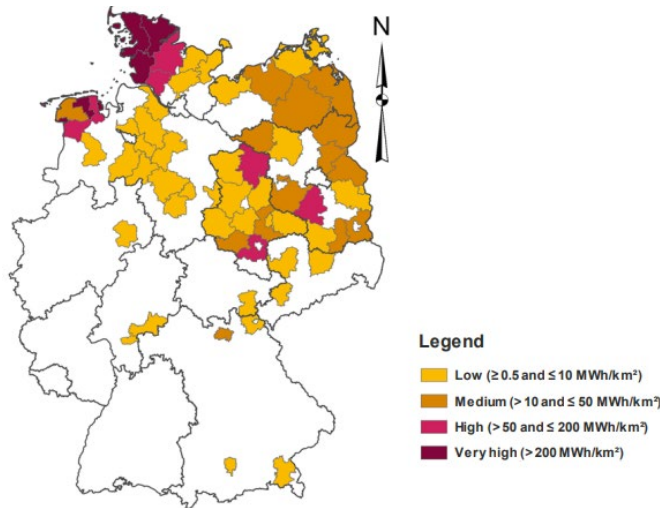 N
Legend
Low (≥ 0.5 and ≤ 10 MWh/km²)
Medium (> 10 and ≤ 50 MWh/km²)
High (> 50 and ≤ 200 MWh/km²)
Very high (> 200 MWh/km²)